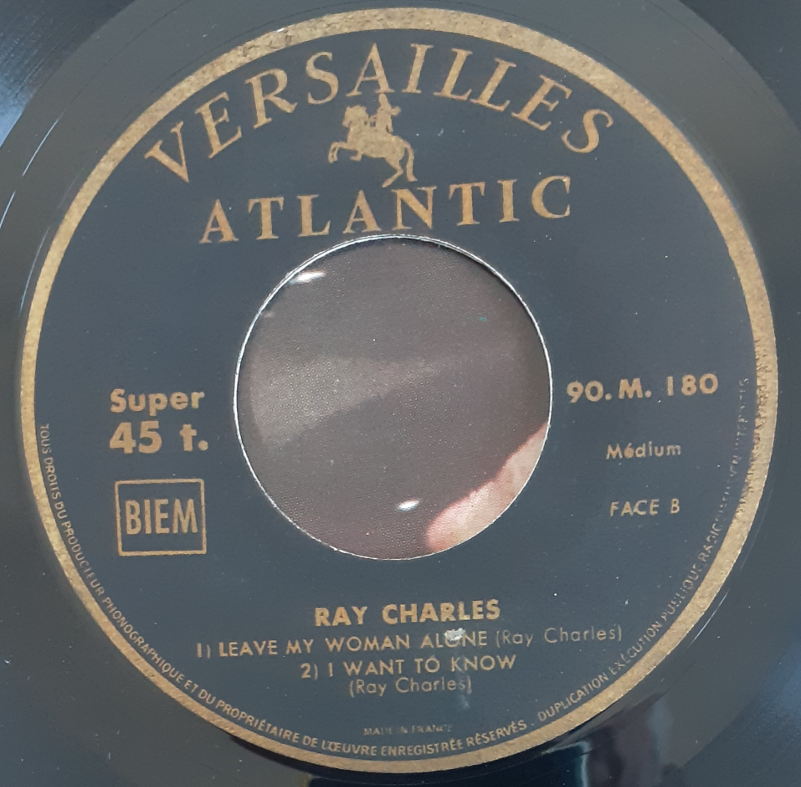 VERSAILLES
ATLANTIC
Super
45 t.
BIEM
90. M. 180
Médium
FACE B
RAY CHARLES
1) LEAVE MY WOMAN ALONE (Ray Charles)
2) I WANT TO KNOW
(Ray Charles)
MADE IN FRANCE
TOUS DROITS DU PRODUCTEUR PHONOGRAPHIQUE ET DU PROPRIÉTAIRE DE L'ŒUVRE ENREGISTRÉE RÉSERVÉS - DUPLICATION EXÉCUTION PUBLIQUE